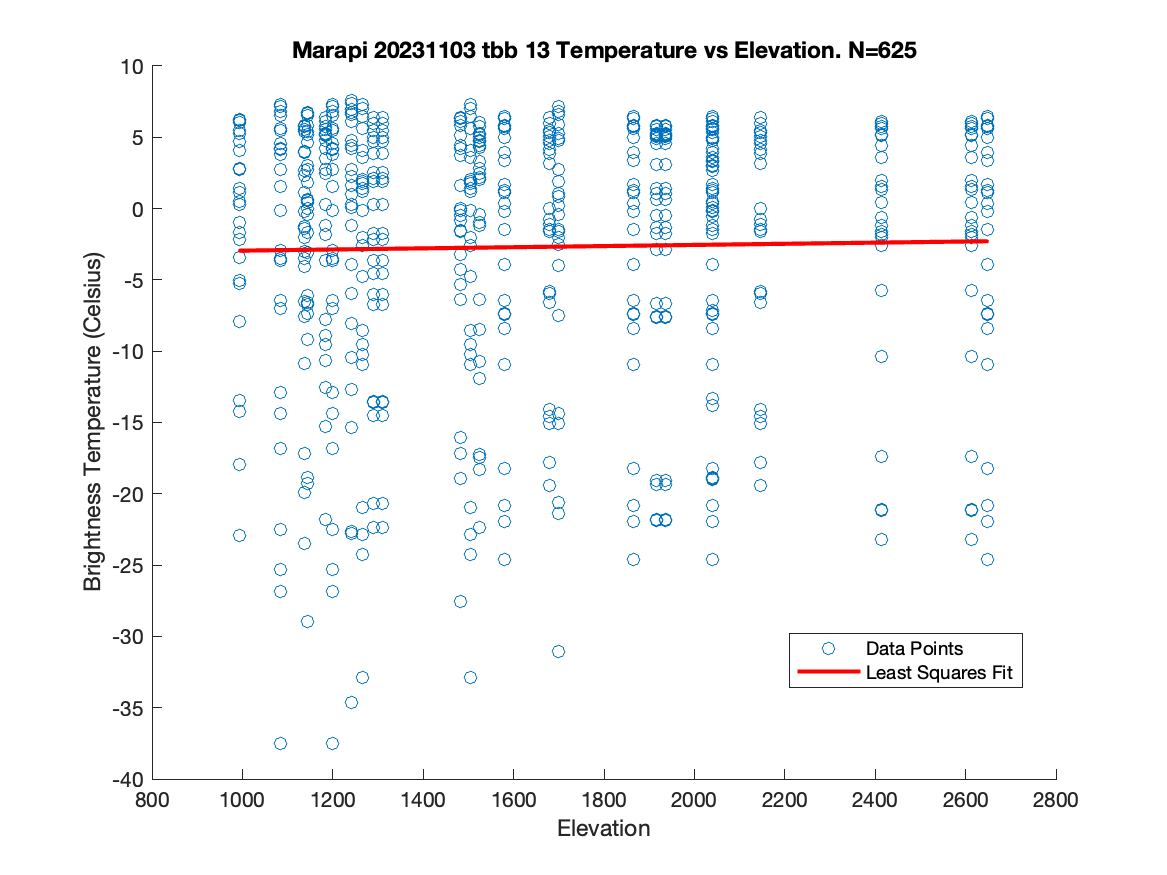 Marapi 20231103 tbb 13 Temperature vs Elevation. N=625
10
5
0
-5
-10
-15
-20
-25
-30
-35
-40
Brightness Temperature (Celsius)
Data Points
Least Squares Fit
800 1000 1200 1400 1600 1800 2000 2200 2400 2600 2800
Elevation